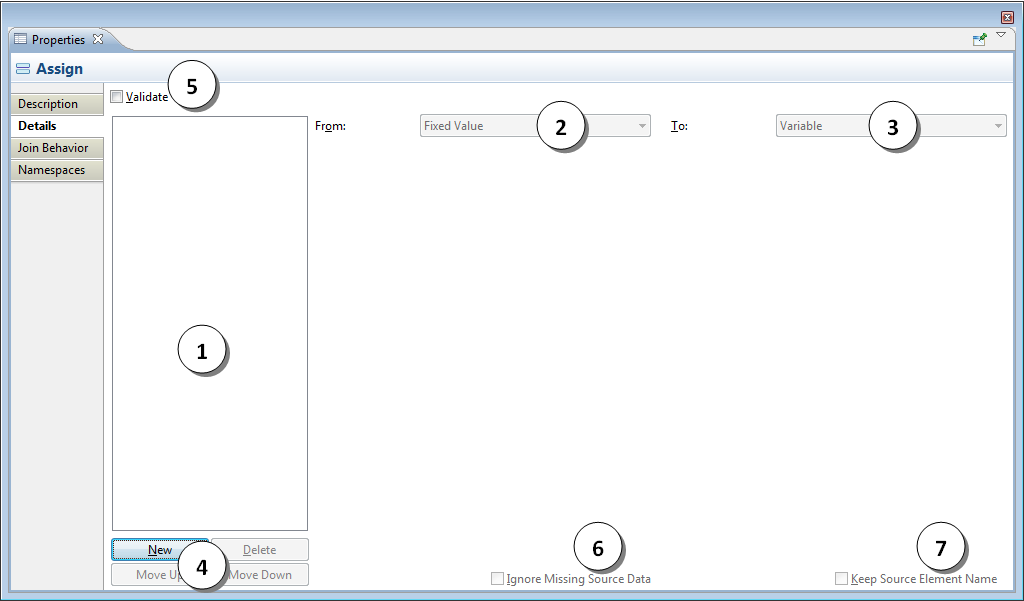 Properties
Assign
5
Description
Validate
Details
From:
Fixed Value
2
To:
Variable
3
Join Behavior
Namespaces
1
New
Delete
4
Move Up
Move Down
6
Ignore Missing Source Data
7
Keep Source Element Name